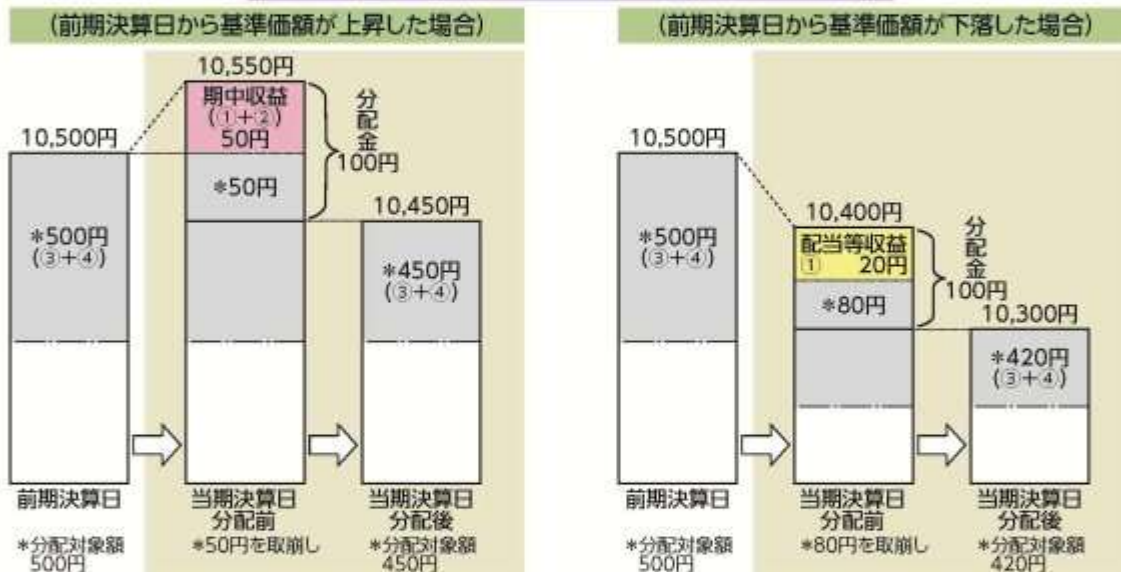 (前期決算日から基準価額が上昇した場合)
10,550円
期中収益
(①+②)
50円
*50円
分配金
100円
10,500円
*500円
(③+④)
10,450円
*450円
(③+④)
前期決算日
*分配対象額
500円
当期決算日
分配前
*50円を取崩し
当期決算日
分配後
*分配対象額
450円
(前期決算日から基準価額が下落した場合)
10,500円
*500円
(③+④)
10,400円
配当等収益
① 20円
*80円
分配金
100円
10,300円
*420円
(③+④)
前期決算日
*分配対象額
500円
当期決算日
分配前
*80円を取崩し
当期決算日
分配後
*分配対象額
420円